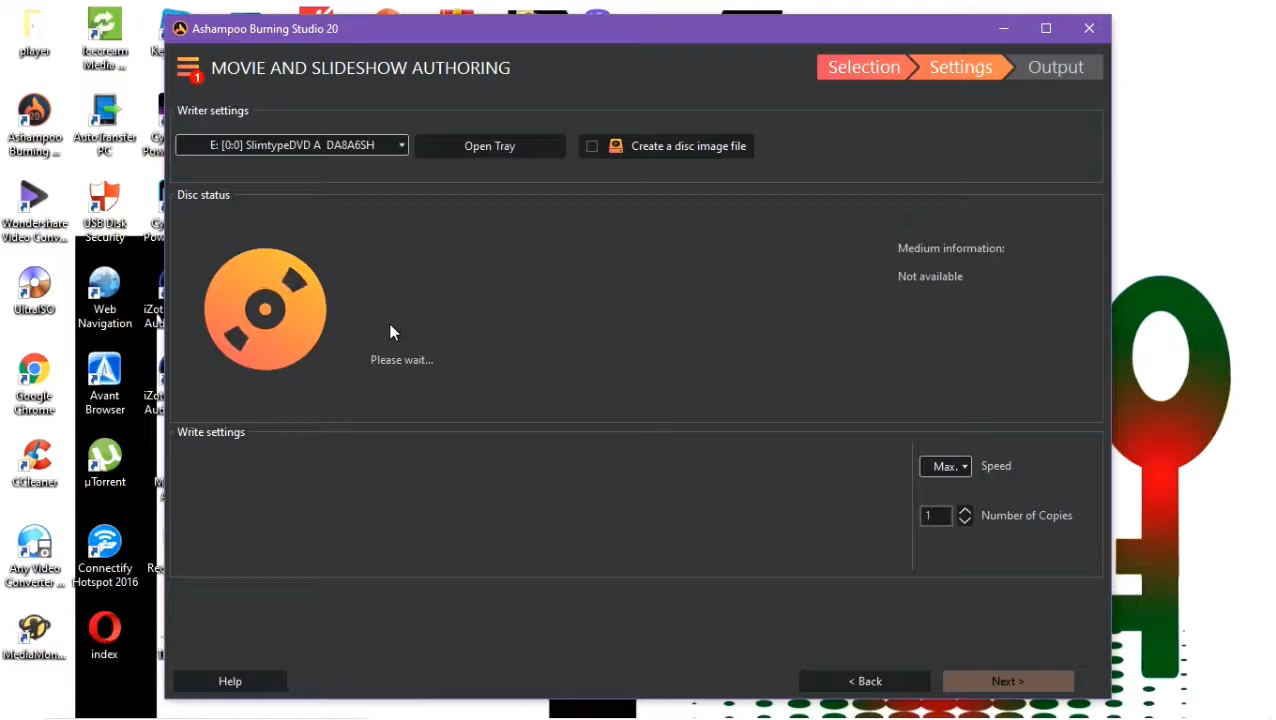 Ashampoo Burning Studio 20
1
MOVIE AND SLIDESHOW AUTHORING
Selection
Settings
Output
Writer settings
E: [0:0] SlimtypeDVD A DA8A6SH
Open Tray
Create a disc image file
Disc status
Medium information:
Not available
Please wait...
Write settings
Max.
Speed
1
Number of Copies
Help
< Back
Next >
player
Icecream
Media ...
Ashampoo
Burning ...
AutoTransfer
PC
Wondershare
Video Conv...
USB Disk
Security
UltraISO
Web
Navigation
Google
Chrome
Avant
Browser
CCleaner
µTorrent
Any Video
Converter ...
Connectify
Hotspot 2016
MediaMon...
index